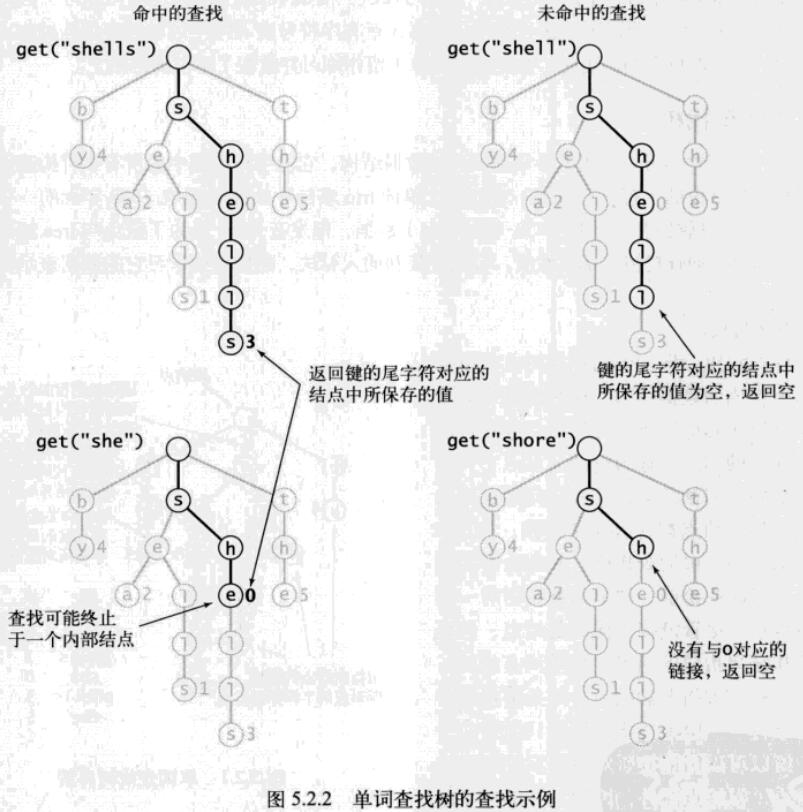 命中的查找
未命中的查找
get("shells")
b
s
t
y 4
e
h
h
a 2
l
e 0
e 5
l
l
s 1
l
s 3
get("shell")
b
s
t
y 4
e
h
h
a 2
l
e 0
e 5
l
l
s 1
l
s 3
返回键的尾字符对应的
结点中所保存的值
键的尾字符对应的结点中
所保存的值为空，返回空
get("she")
b
s
t
y 4
e
h
h
a 2
l
e 0
e 5
l
l
s 1
l
s 3
查找可能终止
于一个内部结点
get("shore")
b
s
t
y 4
e
h
h
a 2
l
e 0
e 5
l
l
s 1
l
s 3
没有与o对应的
链接，返回空
图 5.2.2 单词查找树的查找示例